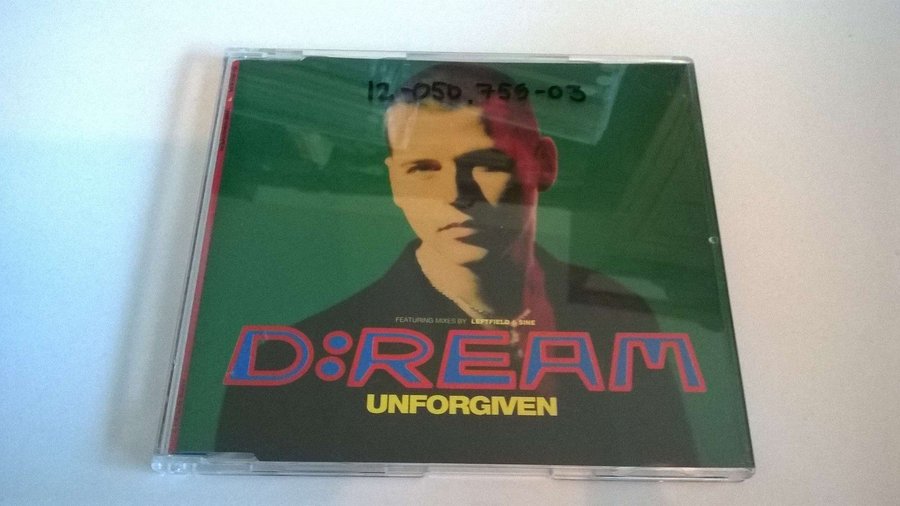 12-050.759-03
FEATURING MIXES BY LEFTFIELD & SINE
D:REAM
UNFORGIVEN